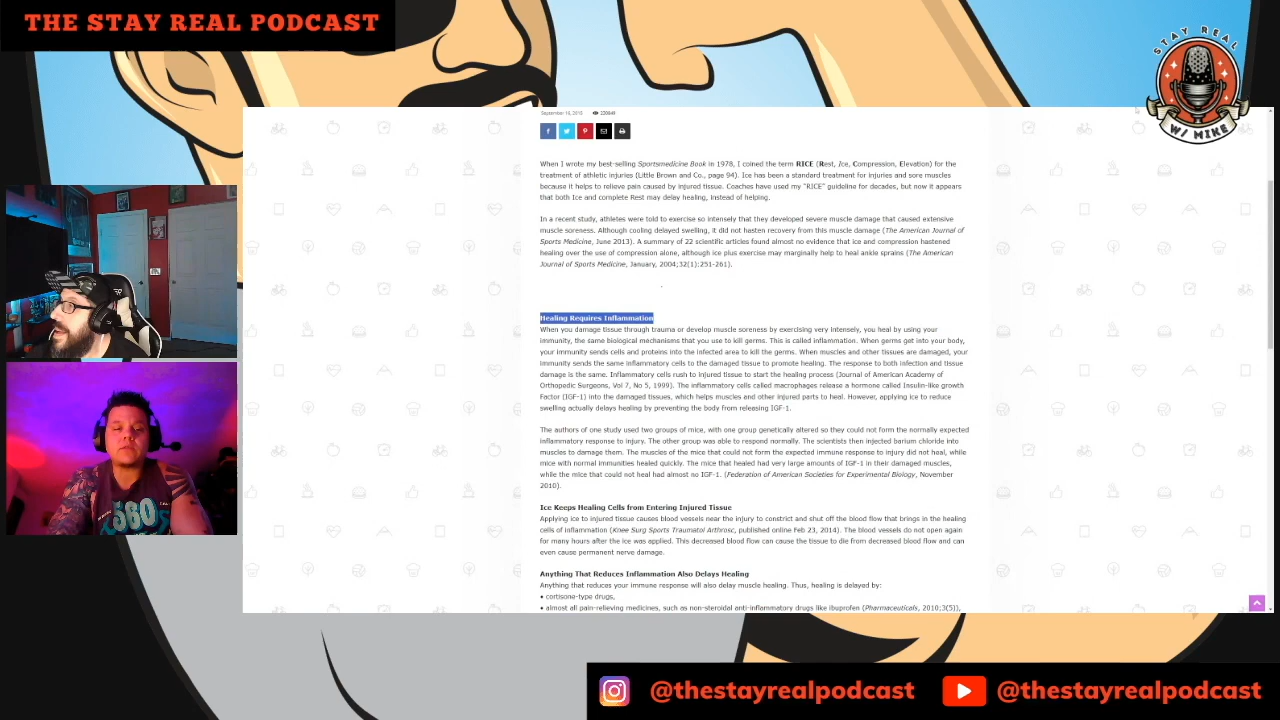 THE STAY REAL PODCAST
STAY REAL
W/ MIKE
September 16, 2015
When I wrote my best-selling Sportsmedicine Book in 1978, I coined the term RICE (Rest, Ice, Compression, Elevation) for the
treatment of athletic injuries (Little Brown and Co., page 94). Ice has been a standard treatment for injuries and sore muscles
because it helps to relieve pain caused by injured tissue. Coaches have used my "RICE" guideline for decades, but now it appears
that both Ice and complete Rest may delay healing, instead of helping.
In a recent study, athletes were told to exercise so intensely that they developed severe muscle damage that caused extensive
muscle soreness. Although cooling delayed swelling, it did not hasten recovery from this muscle damage (The American Journal of
Sports Medicine, June 2013). A summary of 22 scientific articles found almost no evidence that ice and compression hastened
healing over the use of compression alone, although ice plus exercise may marginally help to heal ankle sprains (The American
Journal of Sports Medicine, January, 2004;32(1):251-261).
Healing Requires Inflammation
When you damage tissue through trauma or develop muscle soreness by exercising very intensely, you heal by using your
immunity, the same biological mechanisms that you use to kill germs. This is called inflammation. When germs get into your body,
your immunity sends cells and proteins into the infected area to kill the germs. When muscles and other tissues are damaged, your
immunity sends the same inflammatory cells to the damaged tissue to promote healing. The response to both infection and tissue
damage is the same. Inflammatory cells rush to injured tissue to start the healing process (Journal of American Academy of
Orthopedic Surgeons, Vol 7, No 5, 1999). The inflammatory cells called macrophages release a hormone called Insulin-like growth
Factor (IGF-1) into the damaged tissues, which helps muscles and other injured parts to heal. However, applying ice to reduce
swelling actually delays healing by preventing the body from releasing IGF-1.
The authors of one study used two groups of mice, with one group genetically altered so they could not form the normally expected
inflammatory response to injury. The other group was able to respond normally. The scientists then injected barium chloride into
muscles to damage them. The muscles of the mice that could not form the expected immune response to injury did not heal, while
mice with normal immunities healed quickly. The mice that healed had very large amounts of IGF-1 in their damaged muscles,
while the mice that could not heal had almost no IGF-1. (Federation of American Societies for Experimental Biology, November
2010).
Ice Keeps Healing Cells from Entering Injured Tissue
Applying ice to injured tissue causes blood vessels near the injury to constrict and shut off the blood flow that brings in the healing
cells of inflammation (Knee Surg Sports Traumatol Arthrosc, published online Feb 23, 2014). The blood vessels do not open again
for many hours after the ice was applied. This decreased blood flow can cause the tissue to die from decreased blood flow and can
even cause permanent nerve damage.
Anything That Reduces Inflammation Also Delays Healing
Anything that reduces your immune response will also delay muscle healing. Thus, healing is delayed by:
• cortisone-type drugs,
• almost all pain-relieving medicines, such as non-steroidal anti-inflammatory drugs like ibuprofen (Pharmaceuticals, 2010;3(5)),
560
@thestayrealpodcast
@thestayrealpodcast